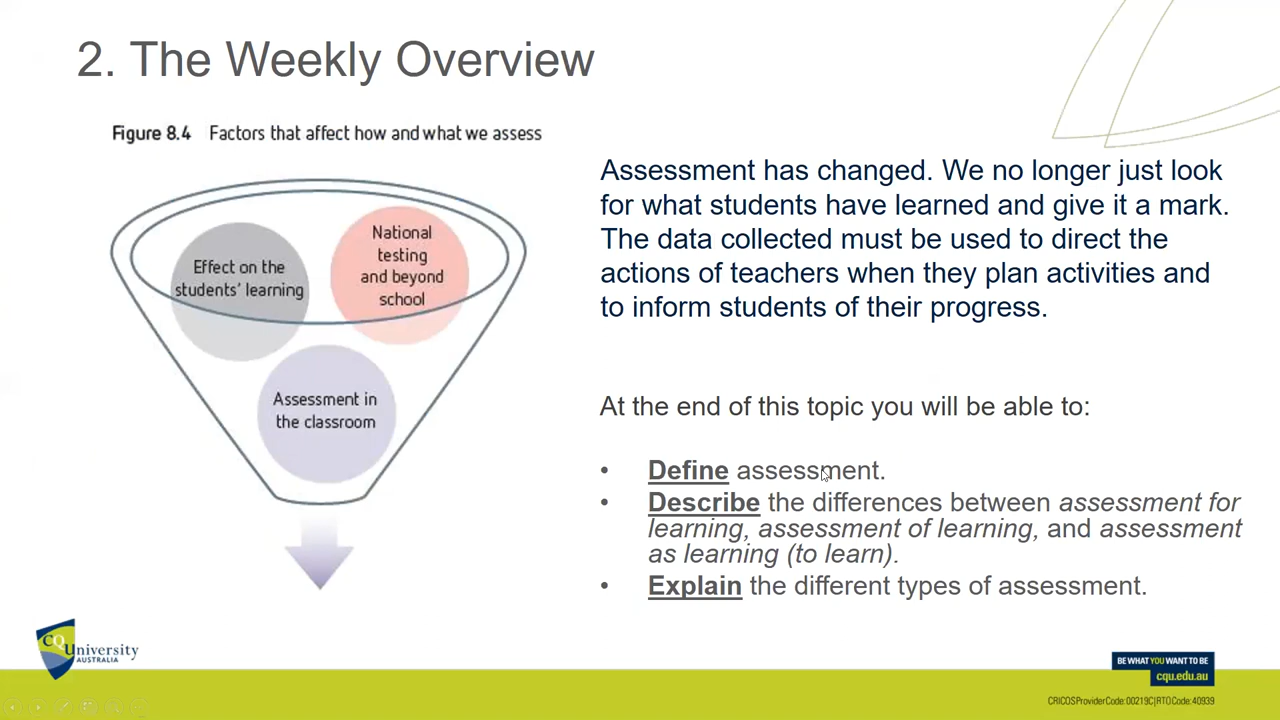 2. The Weekly Overview
Figure 8.4 Factors that affect how and what we assess
Effect on the
students' learning
National
testing
and beyond
school
Assessment in
the classroom
Assessment has changed. We no longer just look
for what students have learned and give it a mark.
The data collected must be used to direct the
actions of teachers when they plan activities and
to inform students of their progress.
At the end of this topic you will be able to:
• Define assessment.
• Describe the differences between assessment for
learning, assessment of learning, and assessment
as learning (to learn).
• Explain the different types of assessment.
CQUniversity
AUSTRALIA
BE WHAT YOU WANT TO BE
cqu.edu.au
CRICOS Provider Code: 00219C | RTO Code: 40939